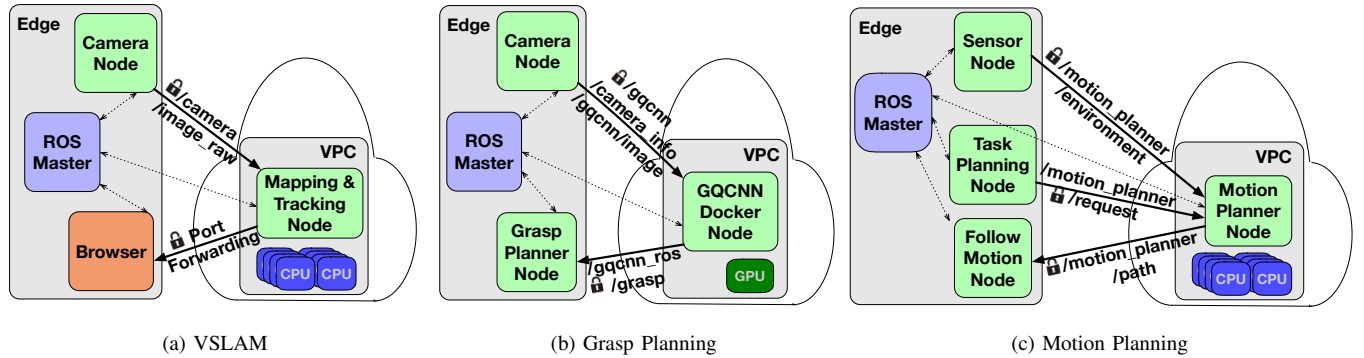 Edge
Camera
Node
/camera
/image_raw
ROS
Master
VPC
Mapping &
Tracking
Node
Browser
Port
Forwarding
CPU
CPU
(a) VSLAM
Edge
Camera
Node
/gqcnn
/camera_info
/gqcnn/image
ROS
Master
VPC
GQCNN
Docker
Node
Grasp
Planner
Node
/gqcnn_ros
/grasp
GPU
(b) Grasp Planning
Edge
Sensor
Node
/motion_planner
/environment
ROS
Master
Task
Planning
Node
/motion_planner
/request
VPC
Motion
Planner
Node
Follow
Motion
Node
/motion_planner
/path
CPU
CPU
(c) Motion Planning